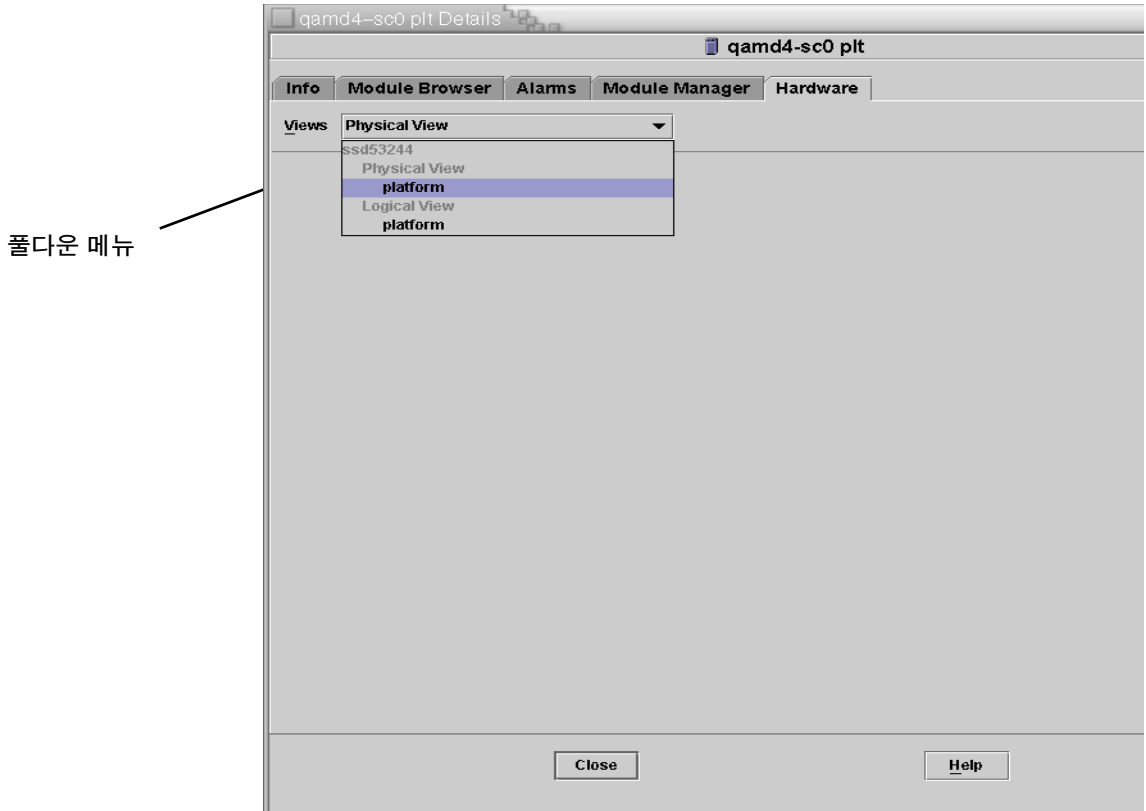 qamd4-sc0 plt Details
qamd4-sc0 plt
Info Module Browser Alarms Module Manager Hardware
Views Physical View
ssd53244
Physical View
platform
Logical View
platform
풀다운 메뉴
Close Help